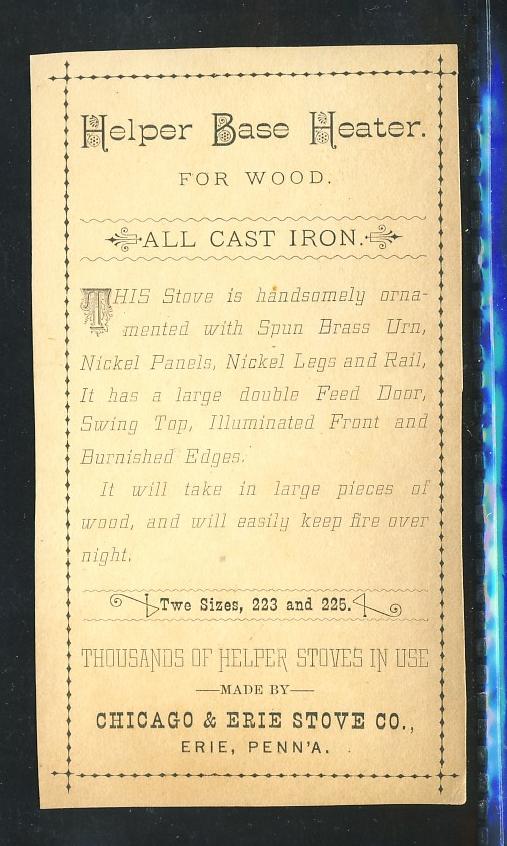 Helper Base Heater.
FOR WOOD.
ALL CAST IRON.
THIS Stove is handsomely orna-
mented with Spun Brass Urn,
Nickel Panels, Nickel Legs and Rail,
It has a large double Feed Door,
Swing Top, Illuminated Front and
Burnished Edges.
It will take in large pieces of
wood, and will easily keep fire over
night.
Twe Sizes, 223 and 225.
THOUSANDS OF HELPER STOVES IN USE
—MADE BY—
CHICAGO & ERIE STOVE CO.,
ERIE, PENN'A.